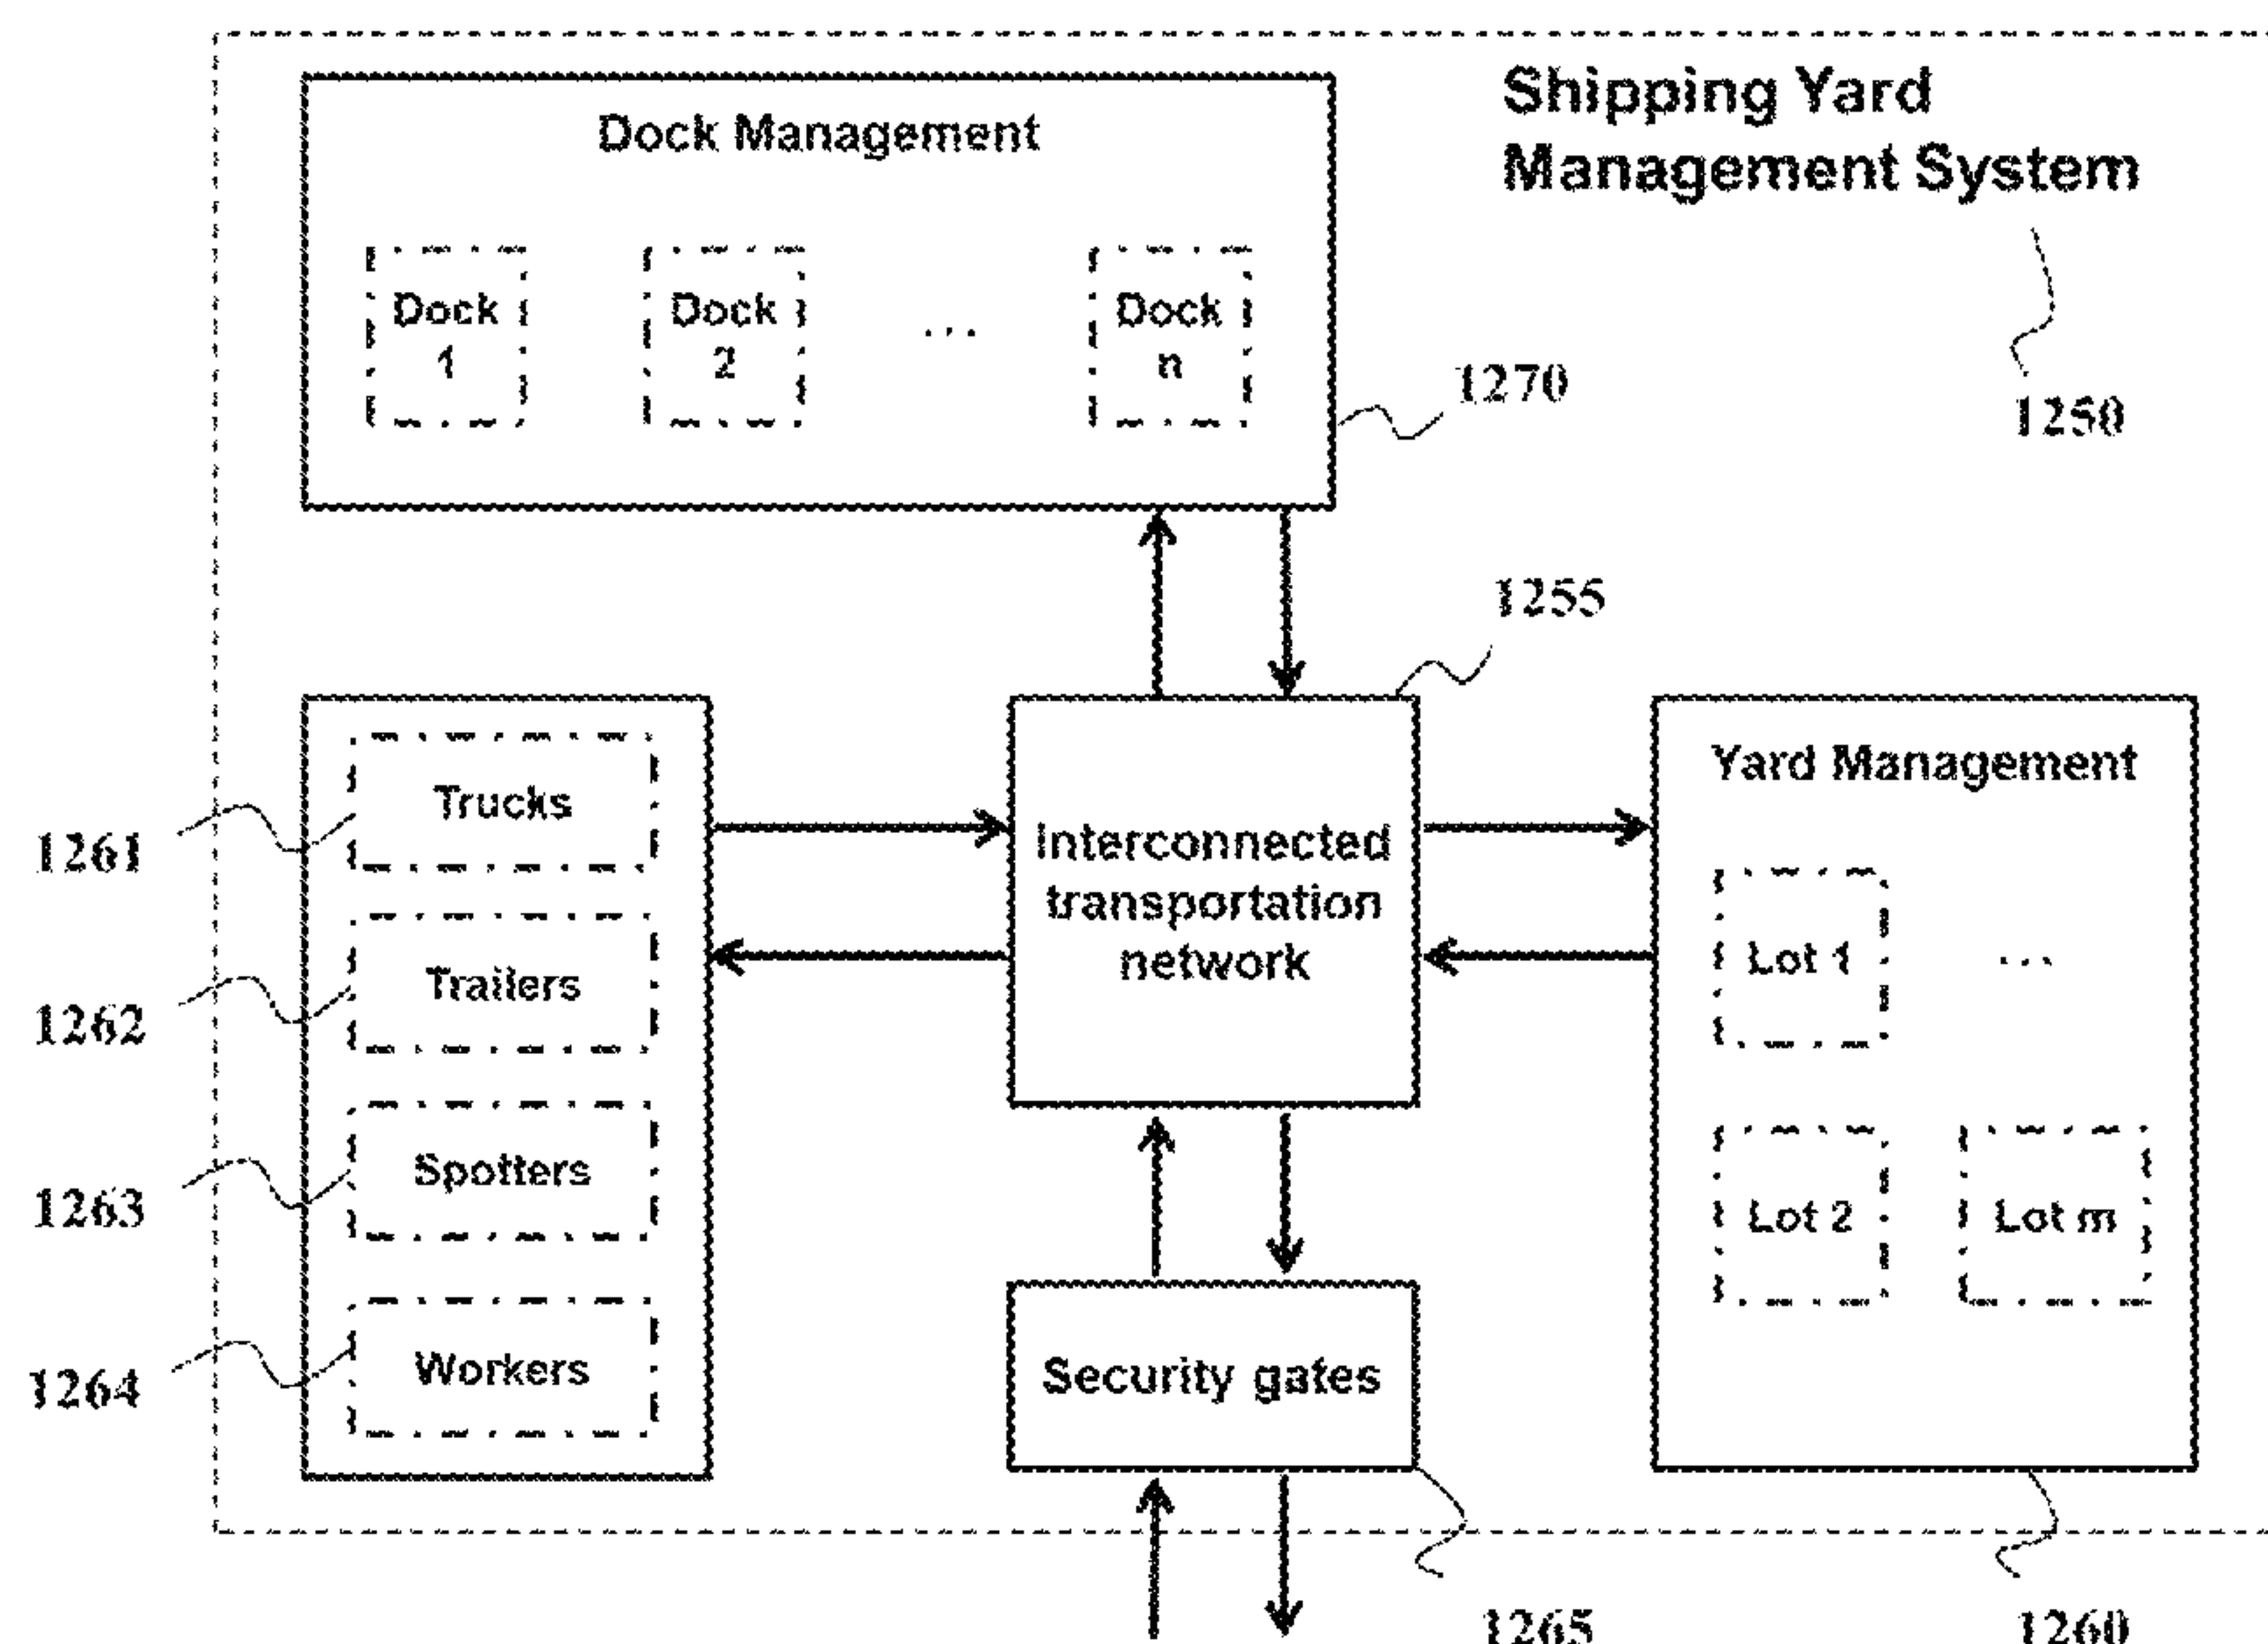 Shipping Yard
Management System
1250
Dock Management
Dock
1
Dock
2
...
Dock
n
1270
1255
Trucks
1261
Trailers
1262
Spotters
1263
Workers
1264
Interconnected
transportation
network
Yard Management
Lot 1
...
Lot 2
Lot m
Security gates
1265
1260